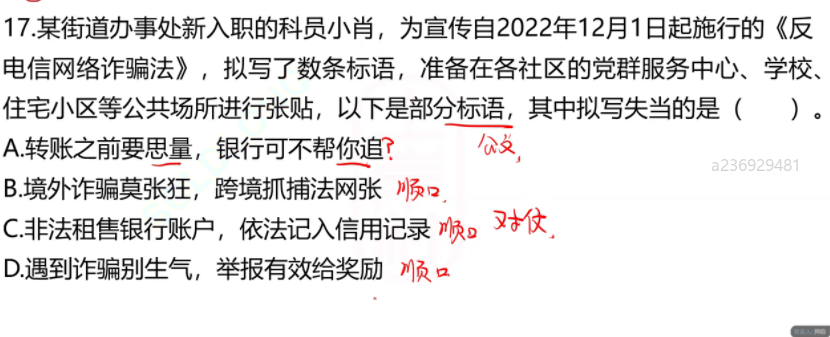 17.某街道办事处新入职的科员小肖，为宣传自2022年12月1日起施行的《反
电信网络诈骗法》，拟写了数条标语，准备在各社区的党群服务中心、学校、
住宅小区等公共场所进行张贴，以下是部分标语，其中拟写失当的是（　　）。
A.转账之前要思量，银行可不帮你追? 公文,
a236929481
B.境外诈骗莫张狂，跨境抓捕法网张 顺口.
C.非法租售银行账户，依法记入信用记录 顺口 对仗.
D.遇到诈骗别生气，举报有效给奖励 顺口